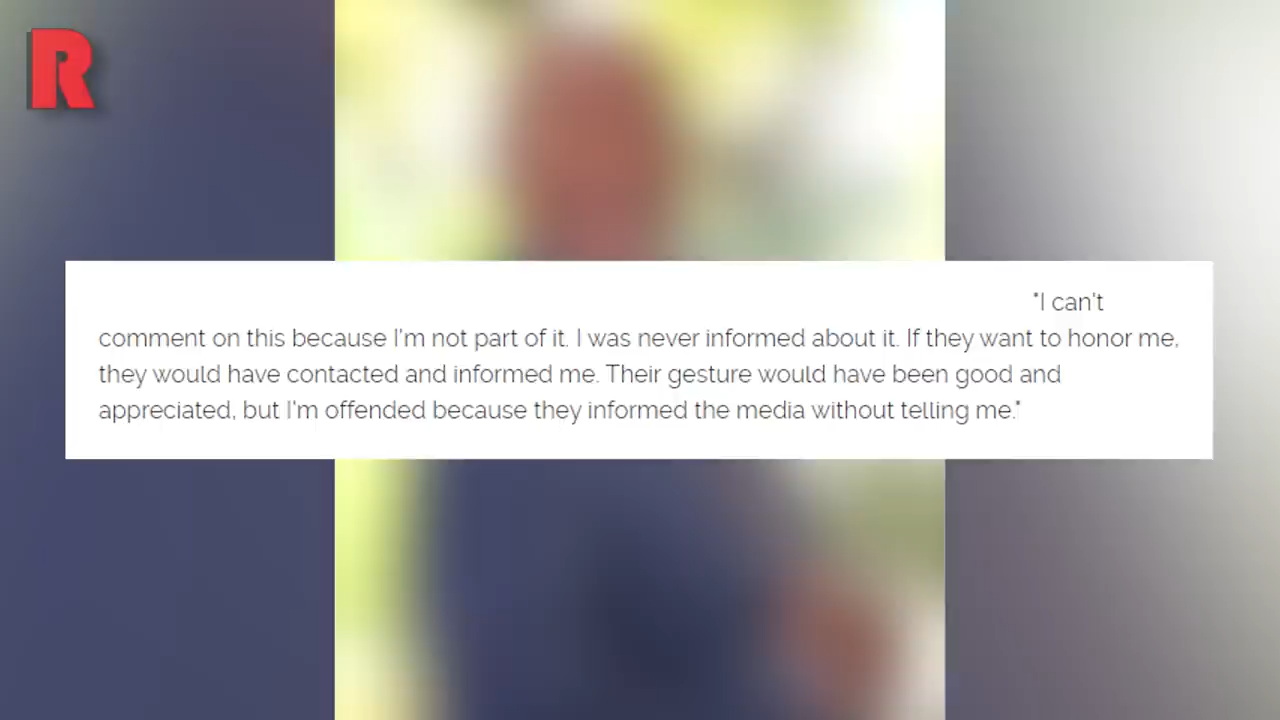 R
"I can't
comment on this because I'm not part of it. I was never informed about it. If they want to honor me,
they would have contacted and informed me. Their gesture would have been good and
appreciated, but I'm offended because they informed the media without telling me."